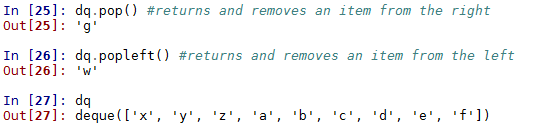 In [25]: dq.pop() #returns and removes an item from the right
Out[25]: 'g'
In [26]: dq.popleft() #returns and removes an item from the left
Out[26]: 'w'
In [27]: dq
Out[27]: deque(['x', 'y', 'z', 'a', 'b', 'c', 'd', 'e', 'f'])